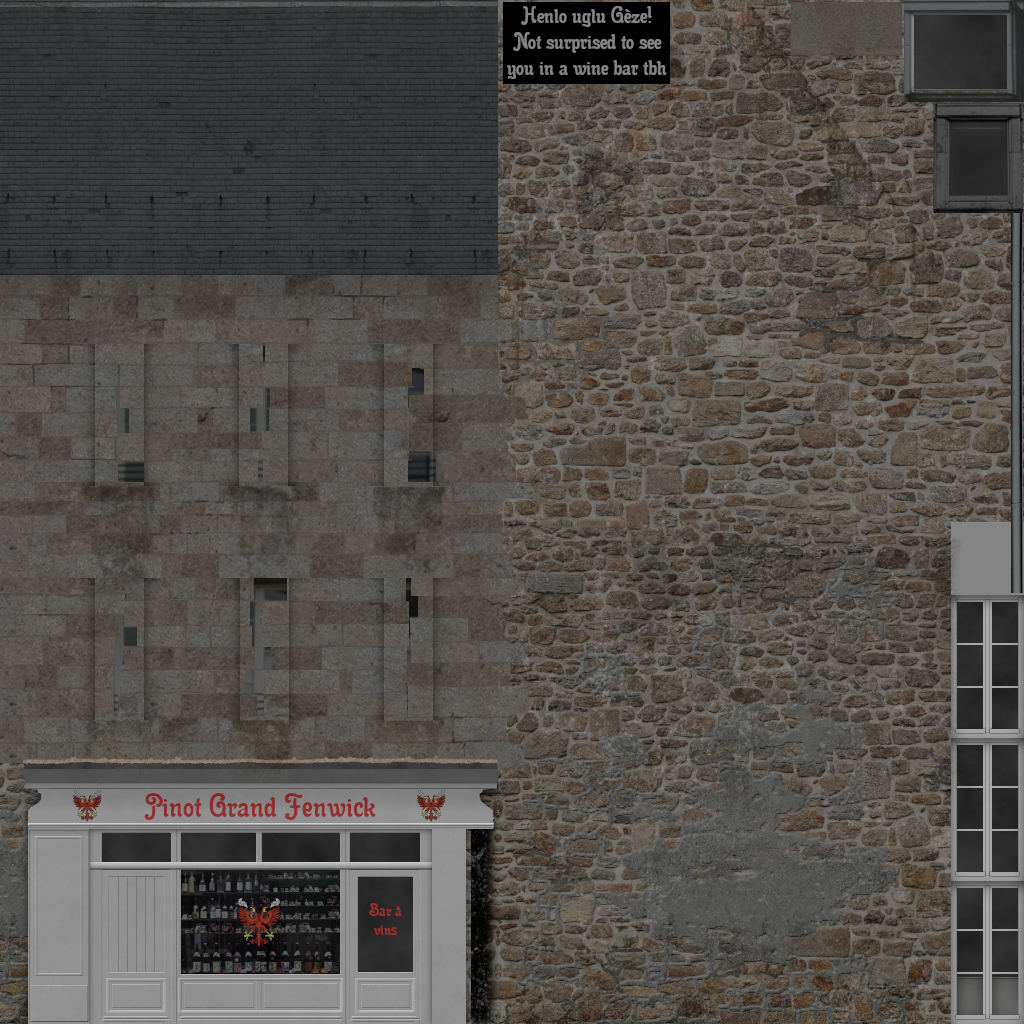 Henlo uglu Gèze!
Not surprised to see
you in a wine bar tbh
Pinot Grand Fenwick
Bar à
vins